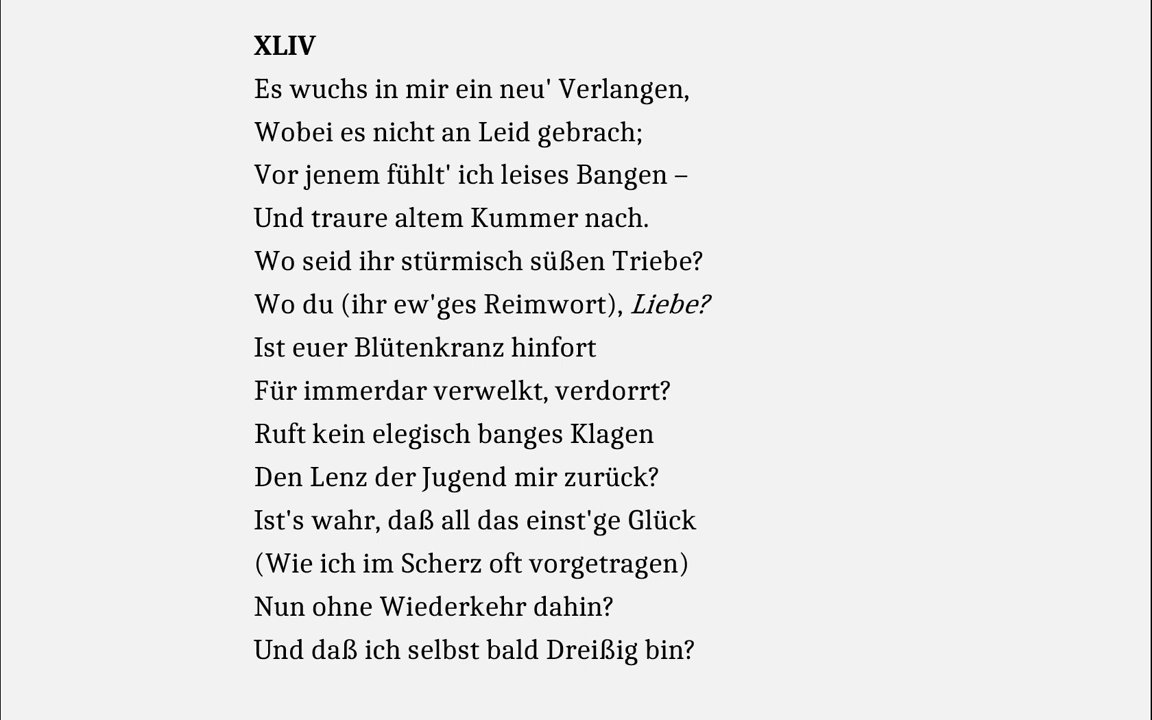 XLIV
Es wuchs in mir ein neu' Verlangen,
Wobei es nicht an Leid gebrach;
Vor jenem fühlt' ich leises Bangen –
Und traure altem Kummer nach.
Wo seid ihr stürmisch süßen Triebe?
Wo du (ihr ew'ges Reimwort), Liebe?
Ist euer Blütenkranz hinfort
Für immerdar verwelkt, verdorrt?
Ruft kein elegisch banges Klagen
Den Lenz der Jugend mir zurück?
Ist's wahr, daß all das einst'ge Glück
(Wie ich im Scherz oft vorgetragen)
Nun ohne Wiederkehr dahin?
Und daß ich selbst bald Dreißig bin?